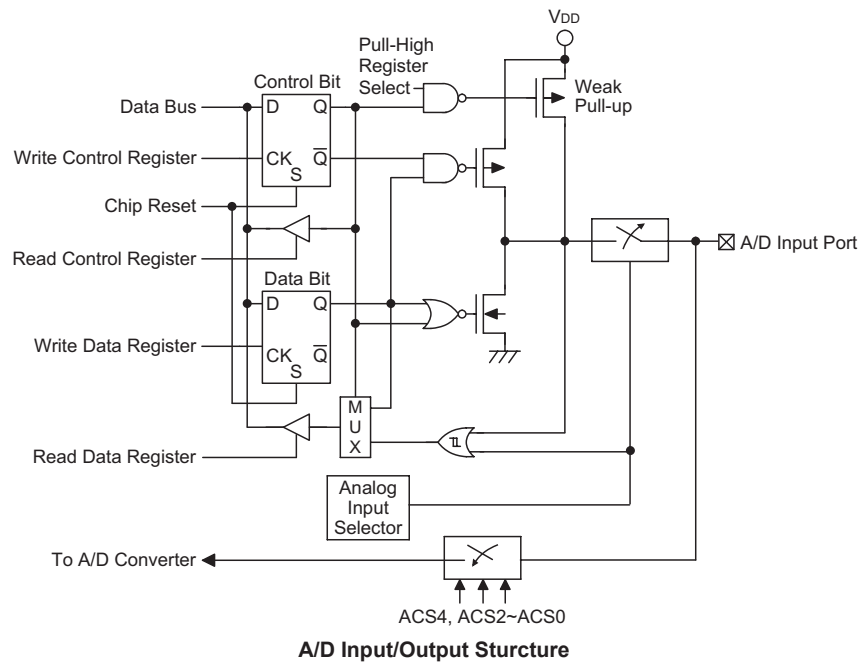 VDD
Pull-High
Register
Select
Weak
Pull-up
Control Bit
Data Bus
D
Q
Write Control Register
CK
Q
S
Chip Reset
Read Control Register
A/D Input Port
Data Bit
D
Q
Write Data Register
CK
Q
S
M
U
X
Read Data Register
Analog
Input
Selector
To A/D Converter
ACS4, ACS2~ACS0
A/D Input/Output Sturcture